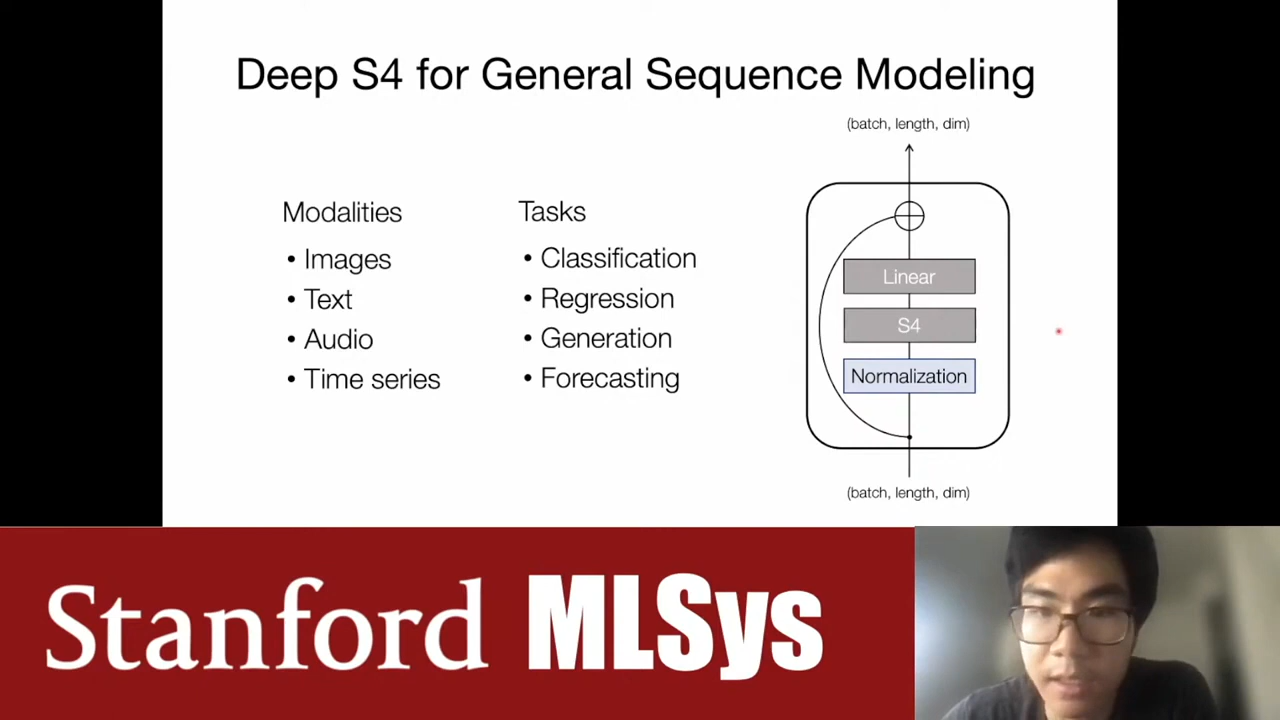 Deep S4 for General Sequence Modeling
Modalities
• Images
• Text
• Audio
• Time series
Tasks
• Classification
• Regression
• Generation
• Forecasting
(batch, length, dim)
Linear
S4
Normalization
(batch, length, dim)
Stanford MLSys